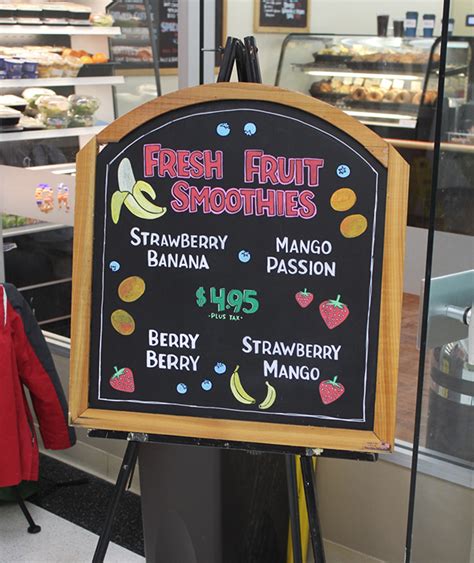 FRESH FRUIT
SMOOTHIES
STRAWBERRY
BANANA
MANGO
PASSION
$4.95
-PLUS TAX-
BERRY
BERRY
STRAWBERRY
MANGO